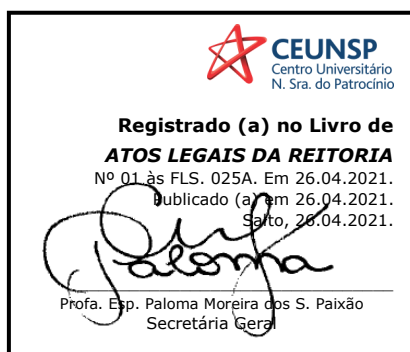 CEUNSP
Centro Universitário
N. Sra. do Patrocínio
Registrado (a) no Livro de
ATOS LEGAIS DA REITORIA
Nº 01 às FLS. 025A. Em 26.04.2021.
Publicado (a) em 26.04.2021.
Salto, 26.04.2021.
Paloma
Profa. Esp. Paloma Moreira dos S. Paixão
Secretária Geral